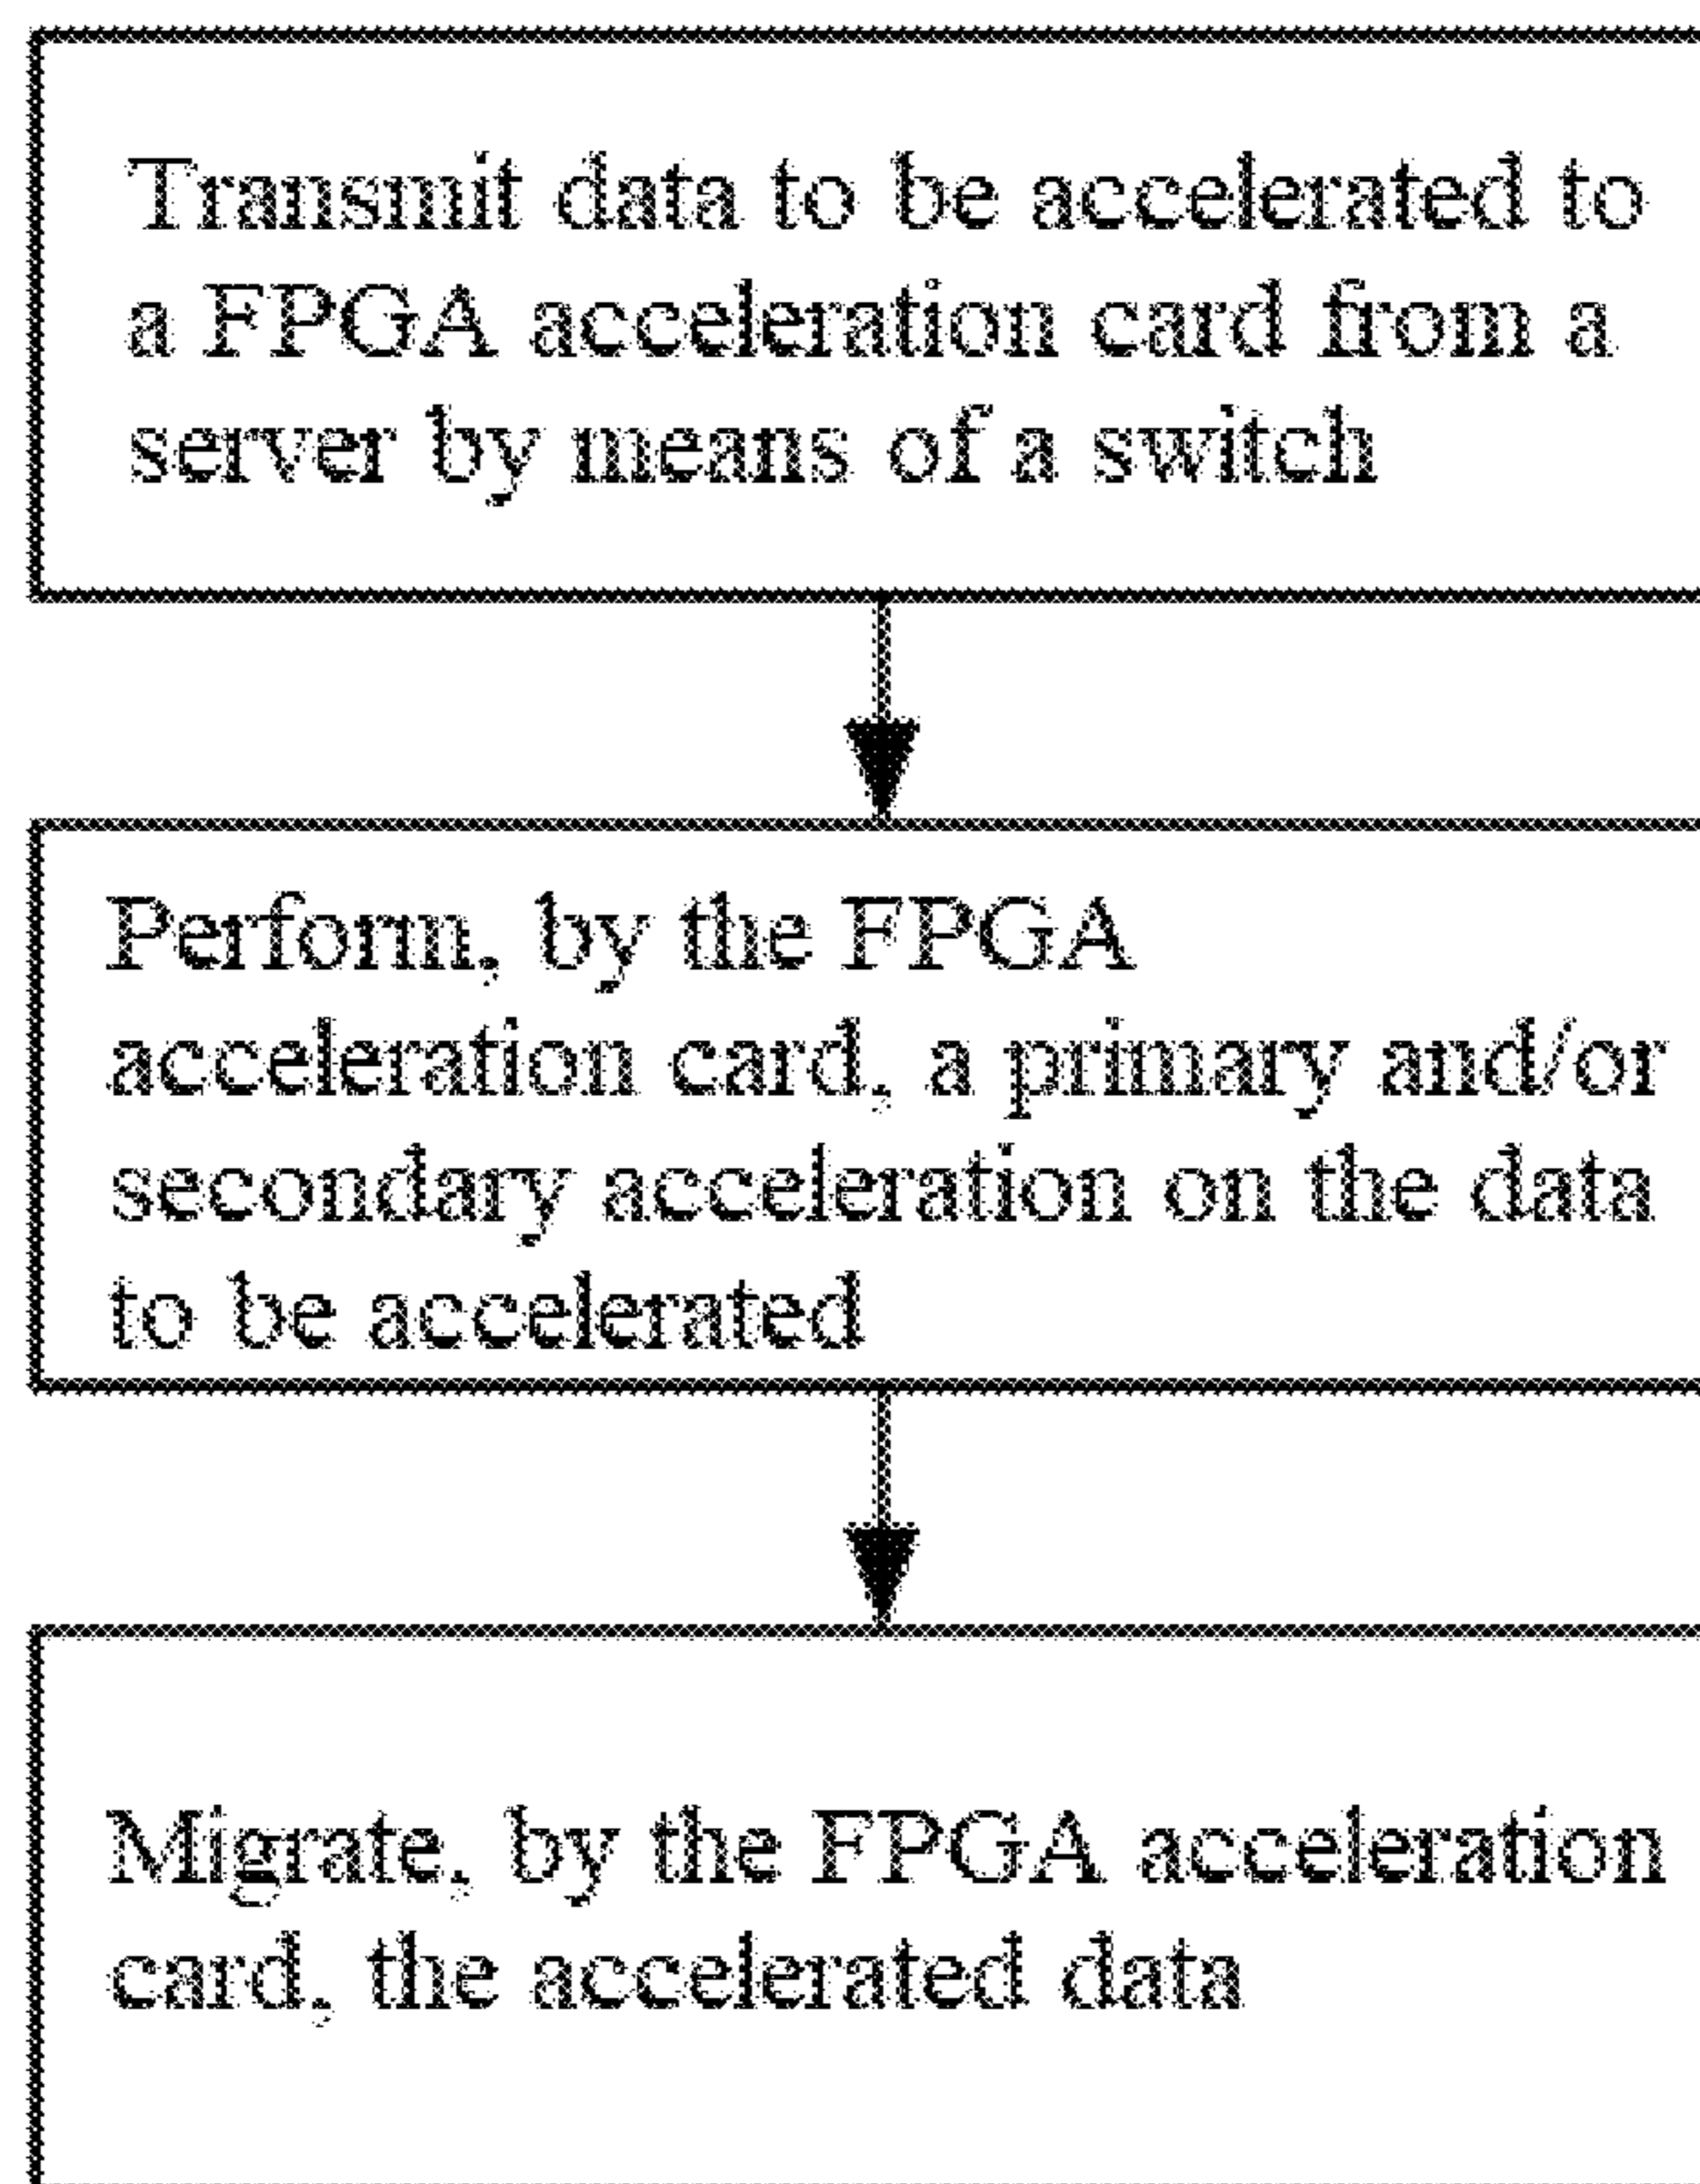 Transmit data to be accelerated to
a FPGA acceleration card from a
server by means of a switch
Perform, by the FPGA
acceleration card, a primary and/or
secondary acceleration on the data
to be accelerated
Migrate, by the FPGA acceleration
card, the accelerated data